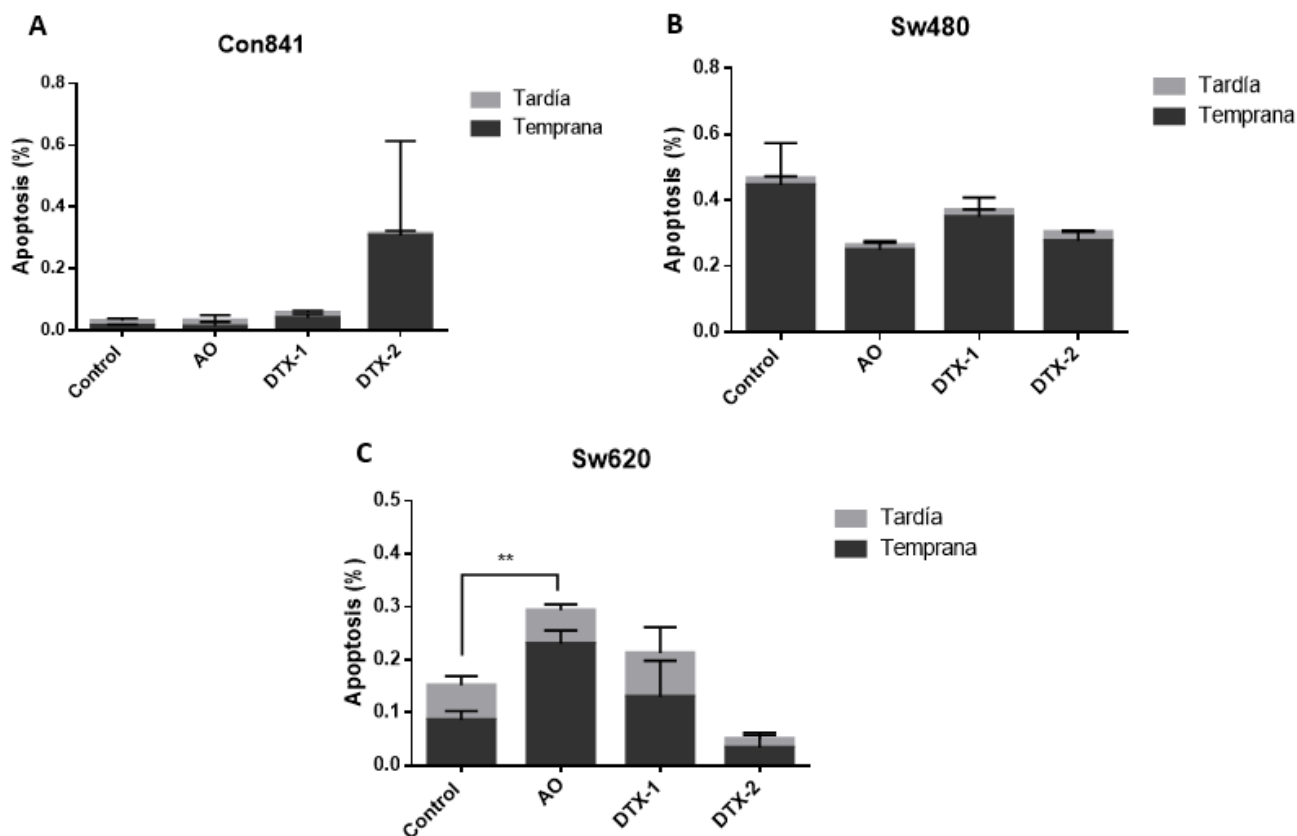 A
Con841
Apoptosis (%)
0.8
0.6
0.4
0.2
0.0
Control
AO
DTX-1
DTX-2
Tardía
Temprana
B
Sw480
Apoptosis (%)
0.8
0.6
0.4
0.2
0.0
Control
AO
DTX-1
DTX-2
Tardía
Temprana
C
Sw620
Apoptosis (%)
0.5
0.4
0.3
0.2
0.1
0.0
**
Control
AO
DTX-1
DTX-2
Tardía
Temprana